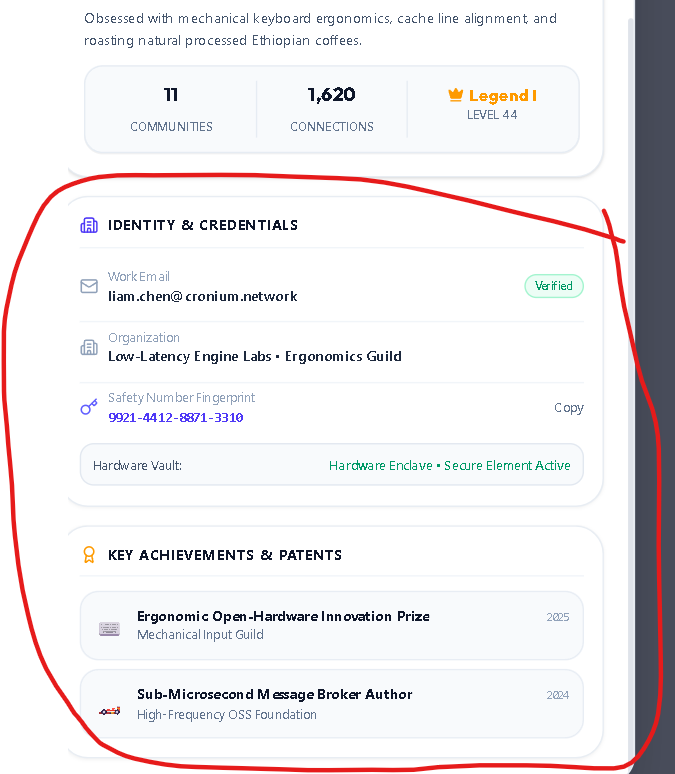 Obsessed with mechanical keyboard ergonomics, cache line alignment, and
roasting natural processed Ethiopian coffees.
11
COMMUNITIES
1,620
CONNECTIONS
Legend I
LEVEL 44
IDENTITY & CREDENTIALS
Work Email
liam.chen@cronium.network
Verified
Organization
Low-Latency Engine Labs • Ergonomics Guild
Safety Number Fingerprint
9921-4412-8871-3310
Copy
Hardware Vault:
Hardware Enclave • Secure Element Active
KEY ACHIEVEMENTS & PATENTS
Ergonomic Open-Hardware Innovation Prize
2025
Mechanical Input Guild
Sub-Microsecond Message Broker Author
2024
High-Frequency OSS Foundation